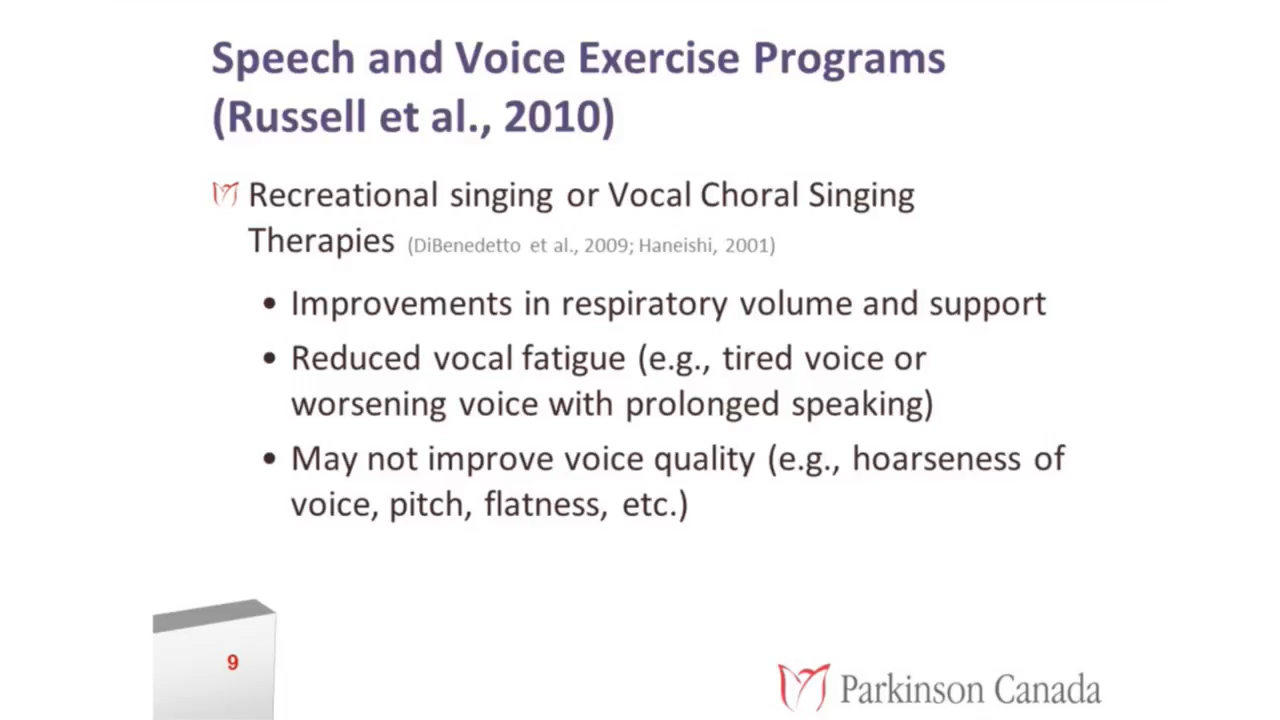 Speech and Voice Exercise Programs
(Russell et al., 2010)
Recreational singing or Vocal Choral Singing
Therapies (DiBenedetto et al., 2009; Haneishi, 2001)
• Improvements in respiratory volume and support
• Reduced vocal fatigue (e.g., tired voice or
worsening voice with prolonged speaking)
• May not improve voice quality (e.g., hoarseness of
voice, pitch, flatness, etc.)
9
Parkinson Canada